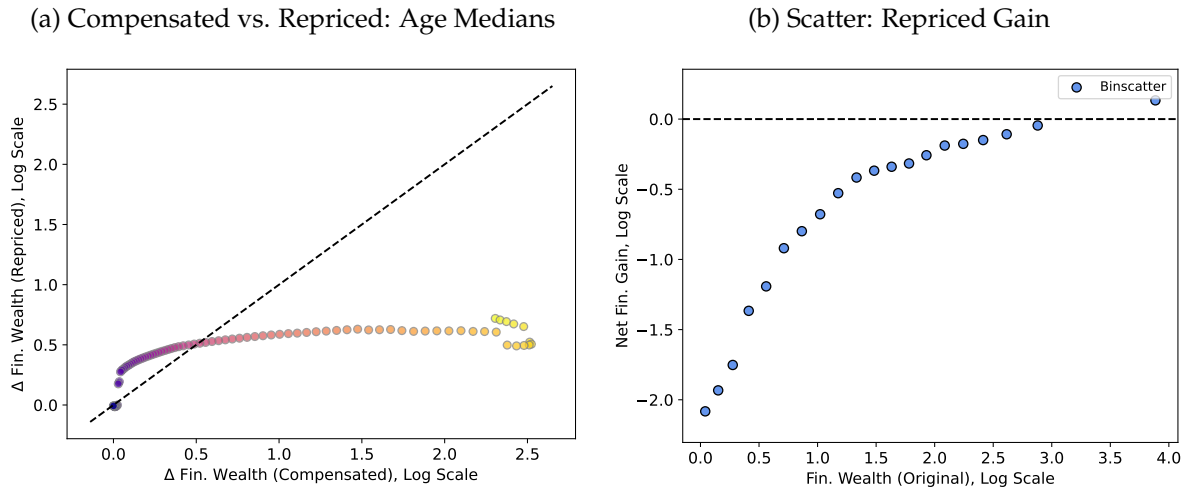 (a) Compensated vs. Repriced: Age Medians
Δ Fin. Wealth (Repriced), Log Scale
2.5
2.0
1.5
1.0
0.5
0.0
0.0 0.5 1.0 1.5 2.0 2.5
Δ Fin. Wealth (Compensated), Log Scale
(b) Scatter: Repriced Gain
Net Fin. Gain, Log Scale
Binscatter
0.0
−0.5
−1.0
−1.5
−2.0
0.0 0.5 1.0 1.5 2.0 2.5 3.0 3.5 4.0
Fin. Wealth (Original), Log Scale